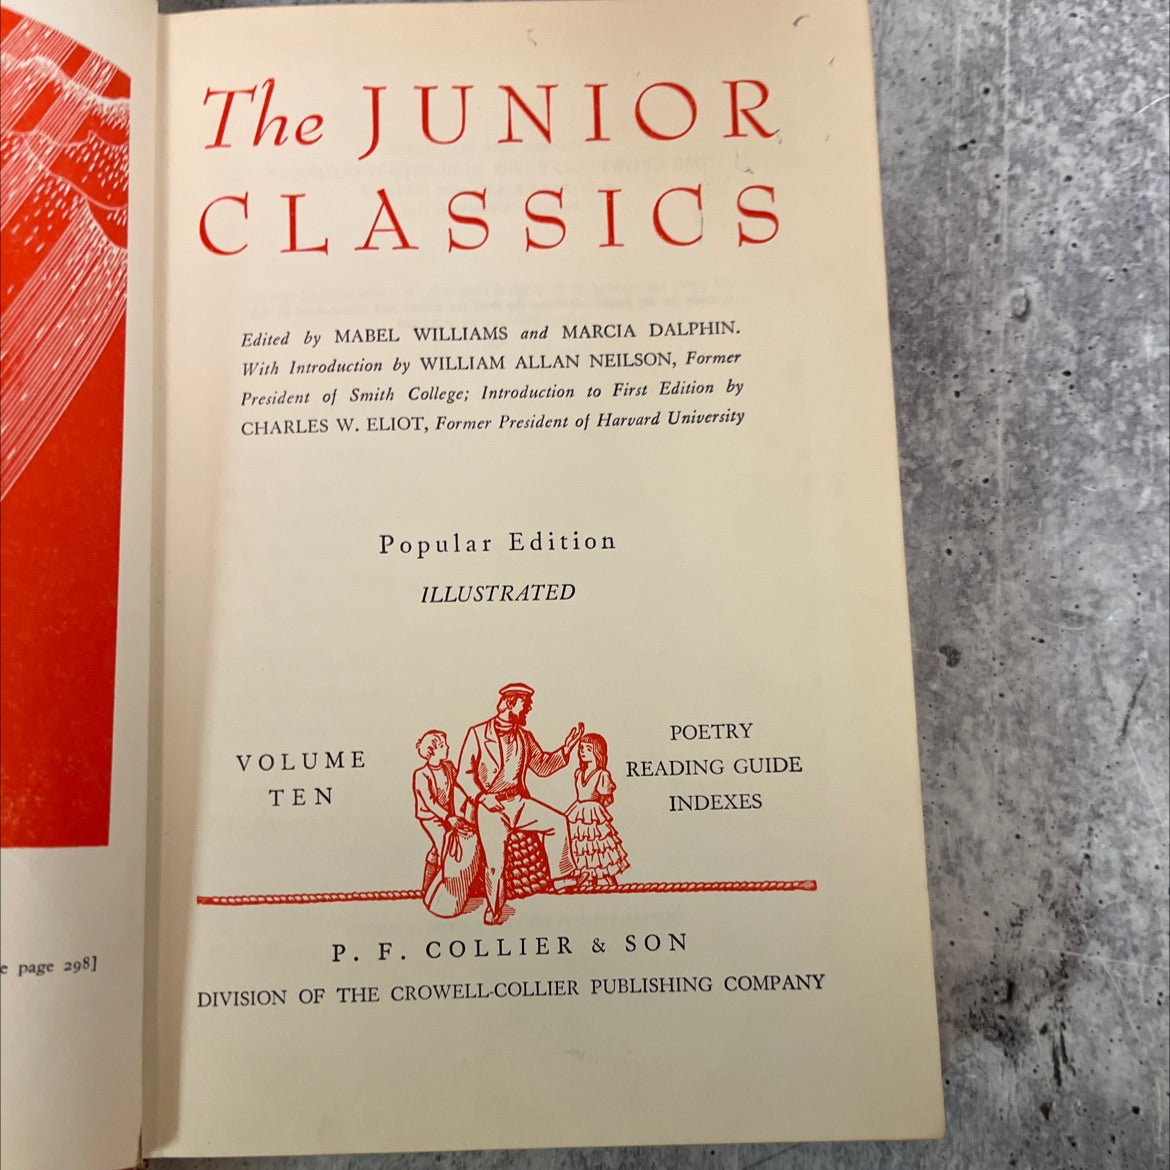 The JUNIOR
CLASSICS
Edited by MABEL WILLIAMS and MARCIA DALPHIN.
With Introduction by WILLIAM ALLAN NEILSON, Former
President of Smith College; Introduction to First Edition by
CHARLES W. ELIOT, Former President of Harvard University
Popular Edition
ILLUSTRATED
VOLUME
TEN
POETRY
READING GUIDE
INDEXES
P. F. COLLIER & SON
DIVISION OF THE CROWELL-COLLIER PUBLISHING COMPANY
page 298]